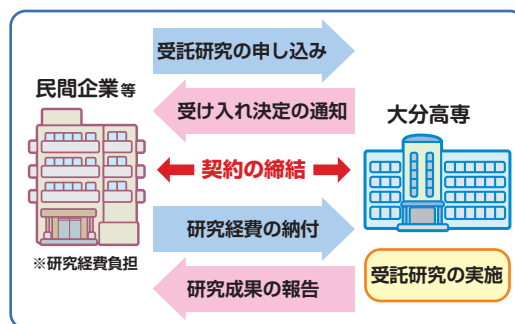 受託研究の申し込み
民間企業等
受け入れ決定の通知
大分高専
契約の締結
研究経費の納付
※研究経費負担
受託研究の実施
研究成果の報告